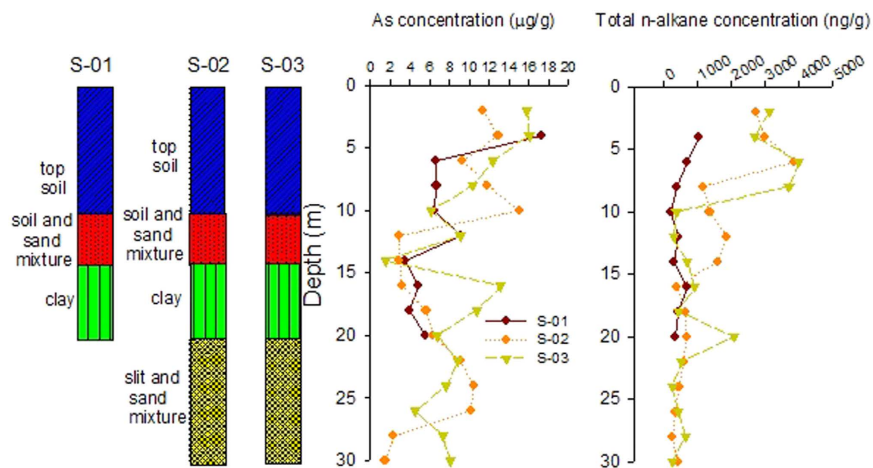 As concentration (μg/g)
Total n-alkane concentration (ng/g)
S-01
S-02
S-03
0 2 4 6 8 10 12 14 16 18 20
0 1000 2000 3000 4000 5000
top
soil
soil and
sand
mixture
clay
top
soil
soil and
sand
mixture
clay
slit and
sand
mixture
Depth (m)
0
5
10
15
20
25
30
S-01
S-02
S-03
0
5
10
15
20
25
30